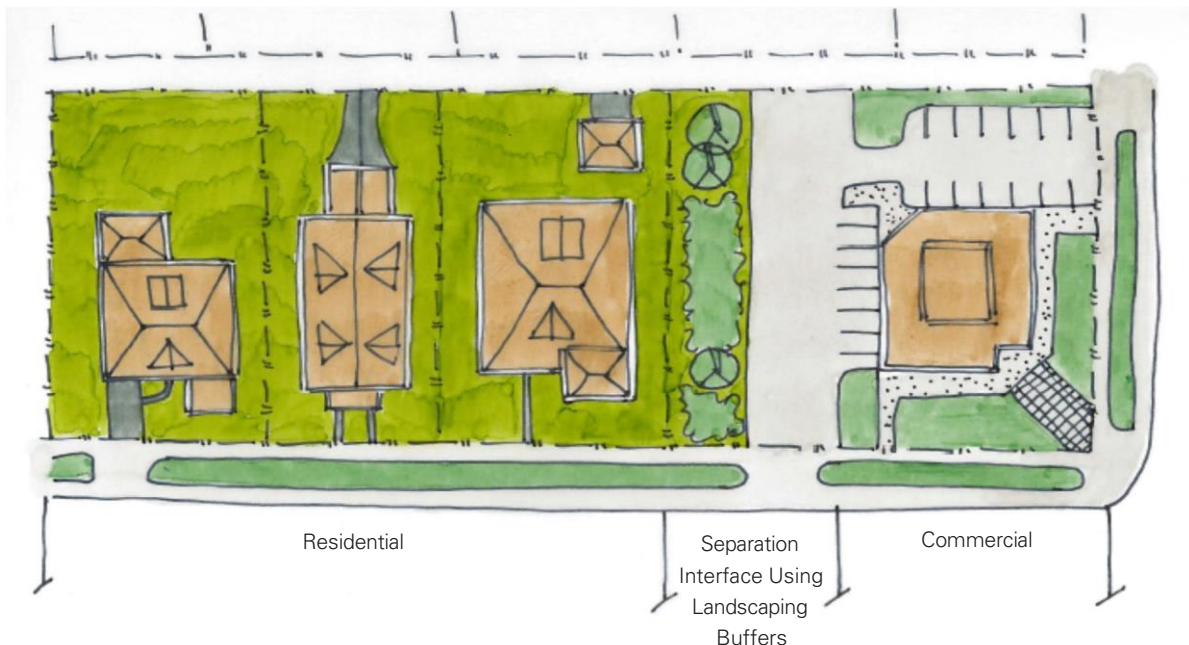 Residential
Separation
Interface Using
Landscaping
Buffers
Commercial